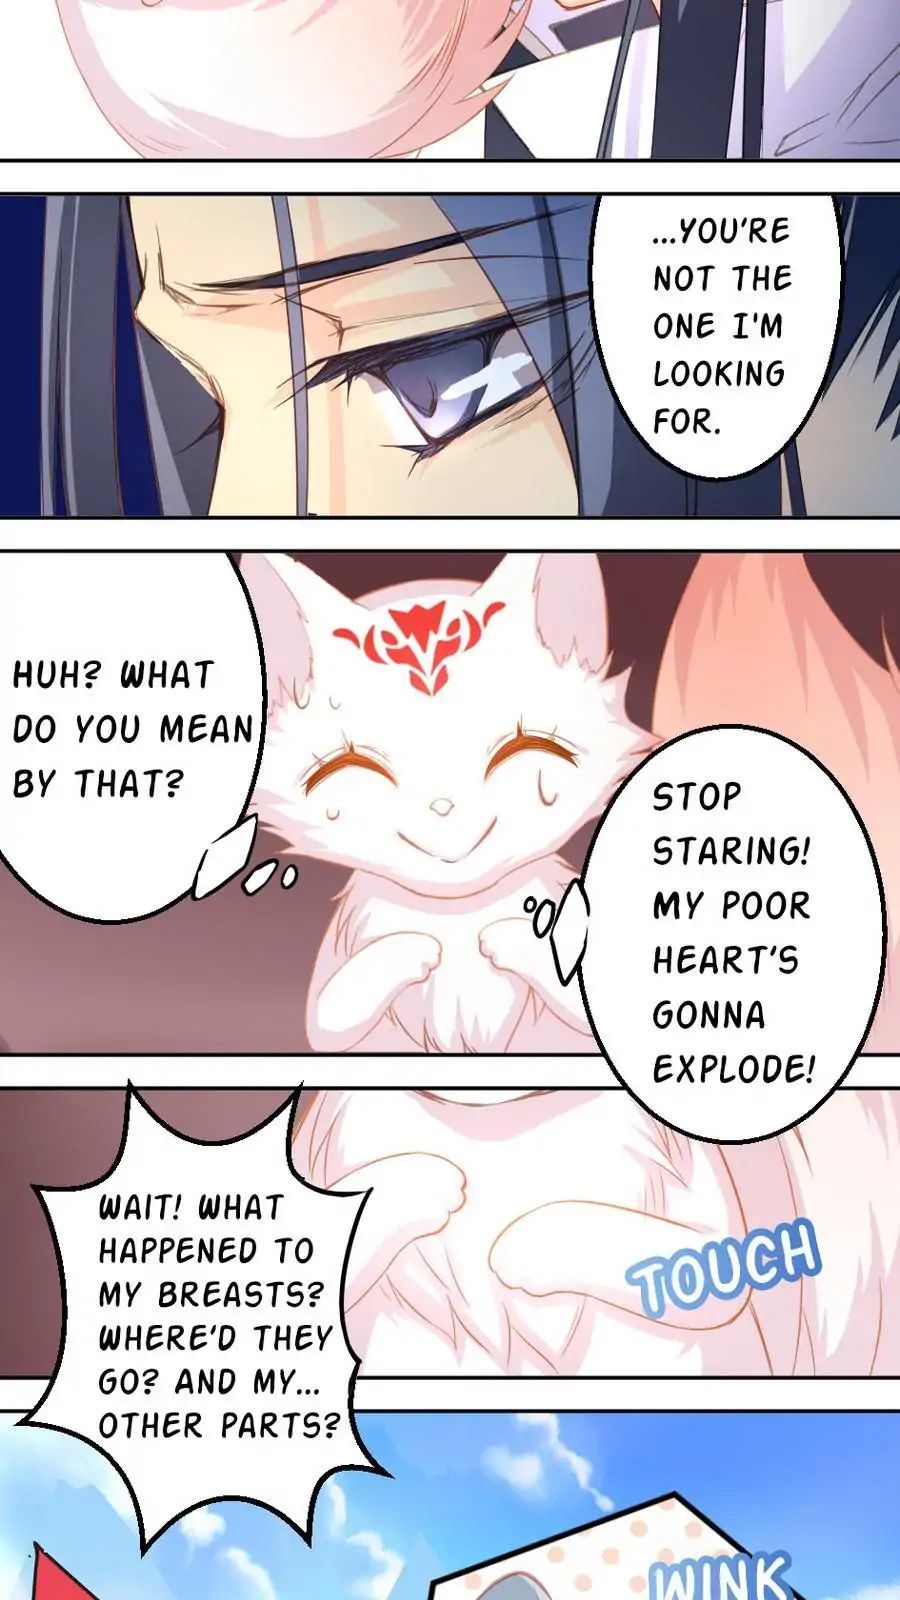 ...YOU'RE
NOT THE
ONE I'M
LOOKING
FOR.
HUH? WHAT
DO YOU MEAN
BY THAT?
STOP
STARING!
MY POOR
HEART'S
GONNA
EXPLODE!
WAIT! WHAT
HAPPENED TO
MY BREASTS?
WHERE'D THEY
GO? AND MY...
OTHER PARTS?
TOUCH
WINK